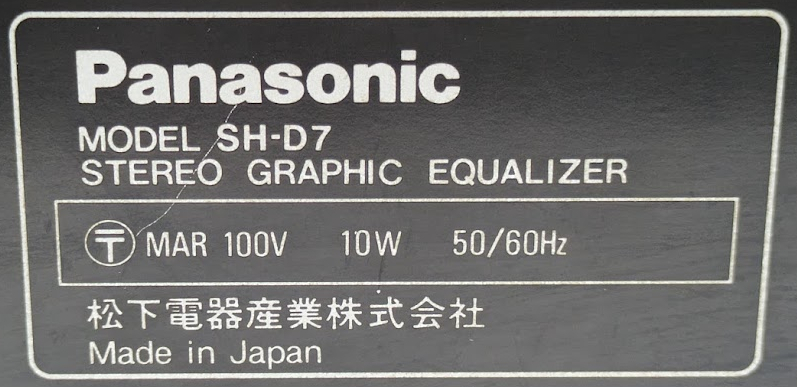 Panasonic
MODEL SH-D7
STEREO GRAPHIC EQUALIZER
〒 MAR 100V 10W 50/60Hz
松下電器産業株式会社
Made in Japan